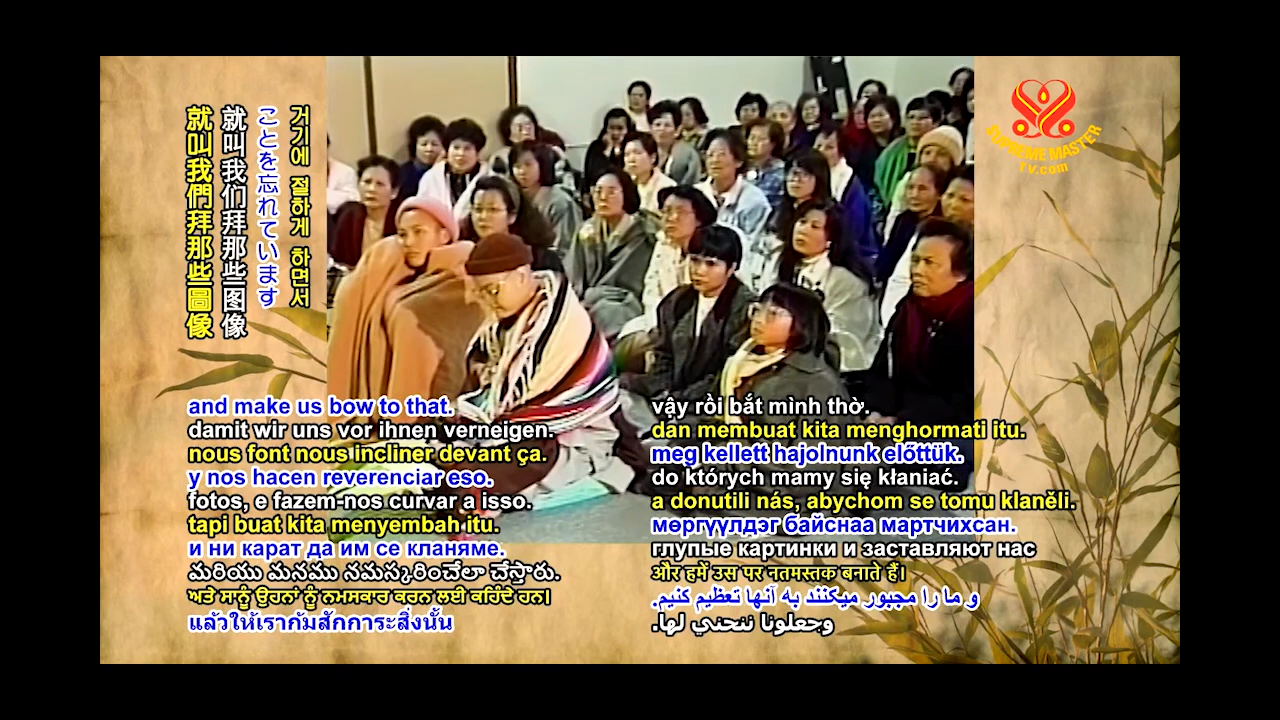 거기에 절하게 하면서
ことを忘れています
就叫我们拜那些图像
就叫我們拜那些圖像
SUPREME MASTER
TV.com
and make us bow to that.
damit wir uns vor ihnen verneigen.
nous font nous incliner devant ça.
y nos hacen reverenciar eso.
fotos, e fazem-nos curvar a isso.
tapi buat kita menyembah itu.
и ни карат да им се кланяме.
మరియు మనము నమస్కరించేలా చేస్తారు.
ਅਤੇ ਸਾਨੂੰ ਉਹਨਾਂ ਨੂੰ ਨਮਸਕਾਰ ਕਰਨ ਲਈ ਕਹਿੰਦੇ ਹਨ।
แล้วให้เราก้มสักการะสิ่งนั้น
vậy rồi bắt mình thờ.
dan membuat kita menghormati itu.
meg kellett hajolnunk előttük.
do których mamy się kłaniać.
a donutili nás, abychom se tomu klaněli.
мөргүүлдэг байснаа мартчихсан.
глупые картинки и заставляют нас
और हमें उस पर नतमस्तक बनाते हैं।
و ما را مجبور میکنند به آنها تعظیم کنیم.
وجعلونا ننحني لها.